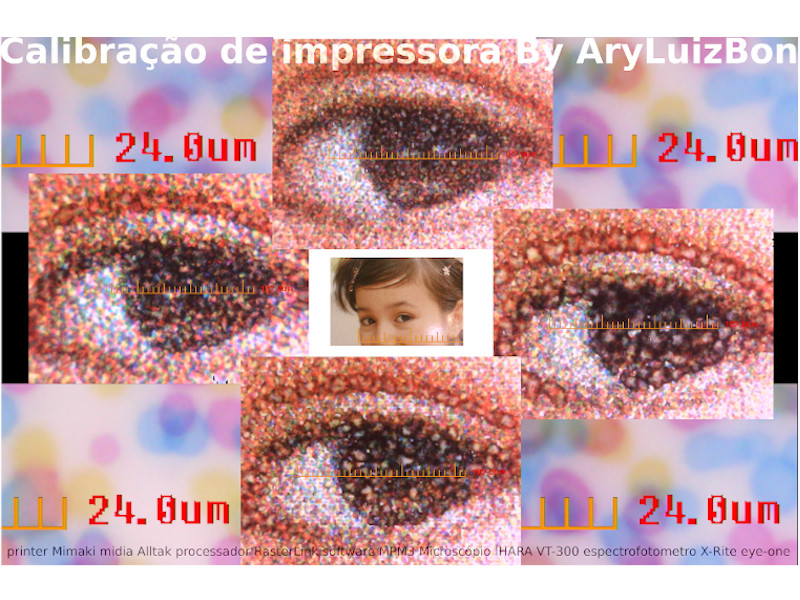 Calibração de impressora By AryLuizBon
24.0um
24.0um
24.0um
24.0um
printer Mimaki midia Alltak processador RasterLink software MPM3 Microscopio IHARA VT-300 espectrofotometro X-Rite eye-one